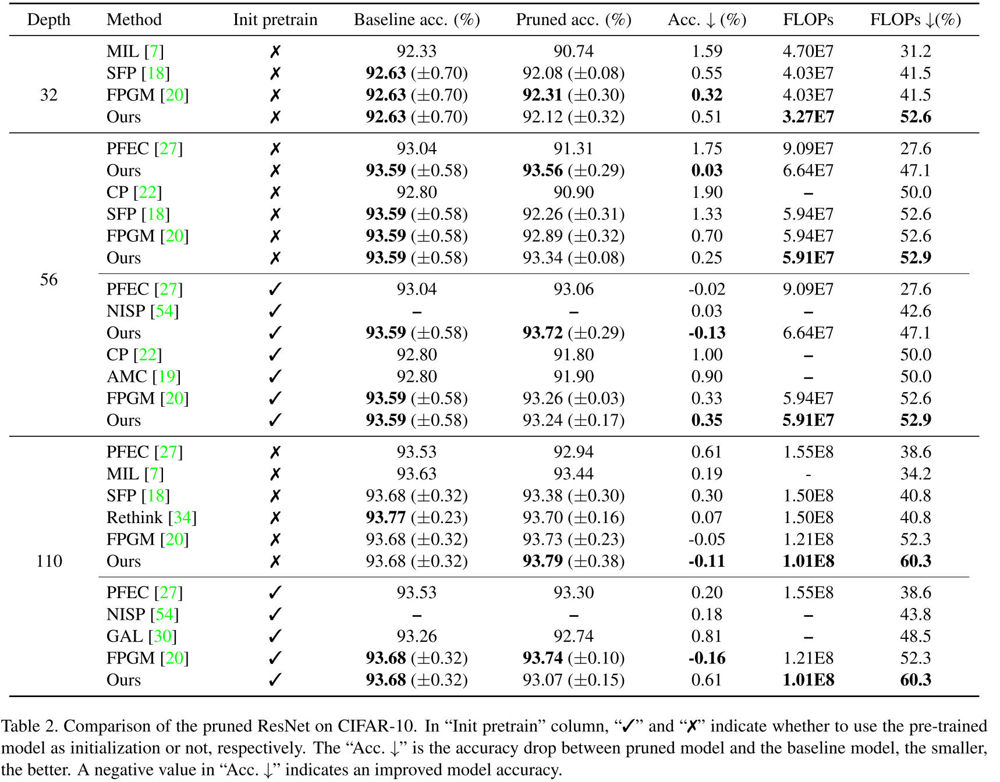 Depth Method Init pretrain Baseline acc. (%) Pruned acc. (%) Acc. ↓ (%) FLOPs FLOPs ↓(%)
MIL [7] ✗ 92.33 90.74 1.59 4.70E7 31.2
SFP [18] ✗ 92.63 (±0.70) 92.08 (±0.08) 0.55 4.03E7 41.5
32 FPGM [20] ✗ 92.63 (±0.70) 92.31 (±0.30) 0.32 4.03E7 41.5
Ours ✗ 92.63 (±0.70) 92.12 (±0.32) 0.51 3.27E7 52.6
PFEC [27] ✗ 93.04 91.31 1.75 9.09E7 27.6
Ours ✗ 93.59 (±0.58) 93.56 (±0.29) 0.03 6.64E7 47.1
CP [22] ✗ 92.80 90.90 1.90 – 50.0
SFP [18] ✗ 93.59 (±0.58) 92.26 (±0.31) 1.33 5.94E7 52.6
FPGM [20] ✗ 93.59 (±0.58) 92.89 (±0.32) 0.70 5.94E7 52.6
Ours ✗ 93.59 (±0.58) 93.34 (±0.08) 0.25 5.91E7 52.9
56
PFEC [27] ✓ 93.04 93.06 -0.02 9.09E7 27.6
NISP [54] ✓ – – 0.03 – 42.6
Ours ✓ 93.59 (±0.58) 93.72 (±0.29) -0.13 6.64E7 47.1
CP [22] ✓ 92.80 91.80 1.00 – 50.0
AMC [19] ✓ 92.80 91.90 0.90 – 50.0
FPGM [20] ✓ 93.59 (±0.58) 93.26 (±0.03) 0.33 5.94E7 52.6
Ours ✓ 93.59 (±0.58) 93.24 (±0.17) 0.35 5.91E7 52.9
PFEC [27] ✗ 93.53 92.94 0.61 1.55E8 38.6
MIL [7] ✗ 93.63 93.44 0.19 - 34.2
SFP [18] ✗ 93.68 (±0.32) 93.38 (±0.30) 0.30 1.50E8 40.8
Rethink [34] ✗ 93.77 (±0.23) 93.70 (±0.16) 0.07 1.50E8 40.8
FPGM [20] ✗ 93.68 (±0.32) 93.73 (±0.23) -0.05 1.21E8 52.3
110 Ours ✗ 93.68 (±0.32) 93.79 (±0.38) -0.11 1.01E8 60.3
PFEC [27] ✓ 93.53 93.30 0.20 1.55E8 38.6
NISP [54] ✓ – – 0.18 – 43.8
GAL [30] ✓ 93.26 92.74 0.81 – 48.5
FPGM [20] ✓ 93.68 (±0.32) 93.74 (±0.10) -0.16 1.21E8 52.3
Ours ✓ 93.68 (±0.32) 93.07 (±0.15) 0.61 1.01E8 60.3
Table 2. Comparison of the pruned ResNet on CIFAR-10. In “Init pretrain” column, “✓” and “✗” indicate whether to use the pre-trained
model as initialization or not, respectively. The “Acc. ↓” is the accuracy drop between pruned model and the baseline model, the smaller,
the better. A negative value in “Acc. ↓” indicates an improved model accuracy.